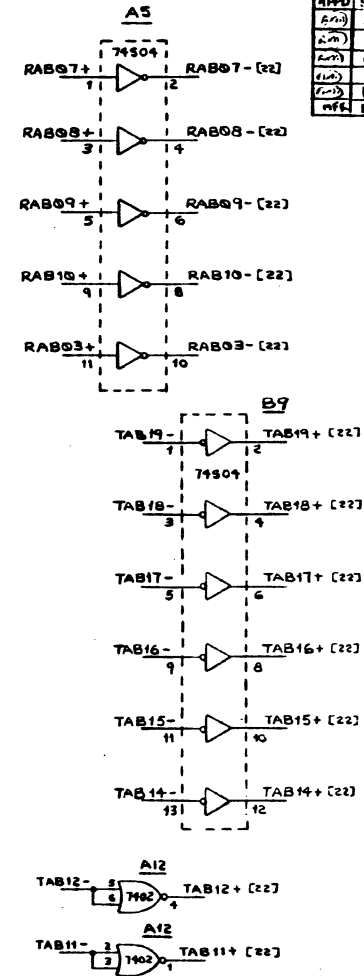 A5
74S04
RAB07+ 1 2 RAB07-[22]
RAB08+ 3 4 RAB08-[22]
RAB09+ 5 6 RAB09-[22]
RAB10+ 9 8 RAB10-[22]
RAB03+ 11 10 RAB03-[22]
B9
TAB19- 1 2 TAB19+ [22]
74S04
TAB18- 3 4 TAB18+ [22]
TAB17- 5 6 TAB17+ [22]
TAB16- 9 8 TAB16+ [22]
TAB15- 11 10 TAB15+ [22]
TAB14- 13 12 TAB14+ [22]
A12
TAB12- 5 6 7402 4 TAB12+ [22]
A12
TAB11- 2 3 7402 1 TAB11+ [22]